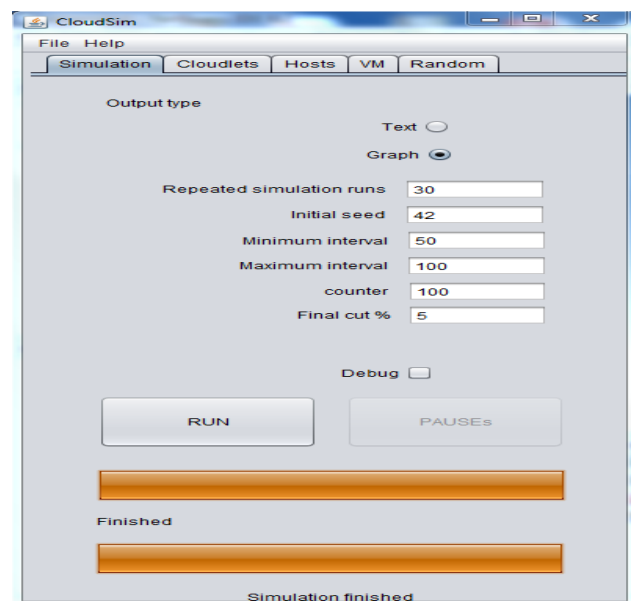 CloudSim
File Help
Simulation Cloudlets Hosts VM Random
Output type
Text
Graph
Repeated simulation runs 30
Initial seed 42
Minimum interval 50
Maximum interval 100
counter 100
Final cut % 5
Debug
RUN PAUSEs
Finished
Simulation finished